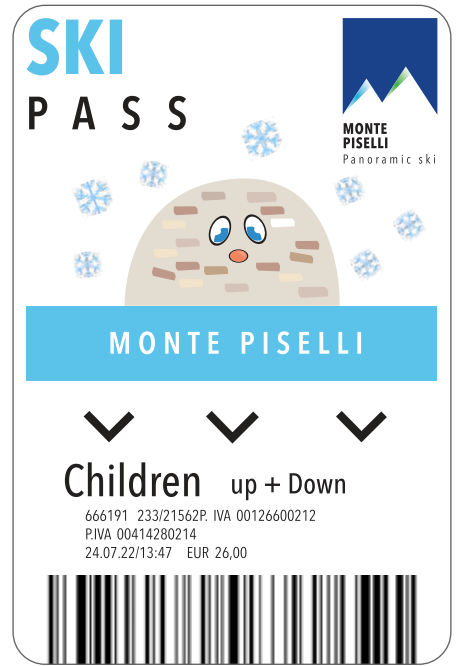 SKI
PASS
MONTE
PISELLI
Panoramic ski
MONTE PISELLI
Children up + Down
666191 233/21562P. IVA 00126600212
P.IVA 00414280214
24.07.22/13:47 EUR 26,00